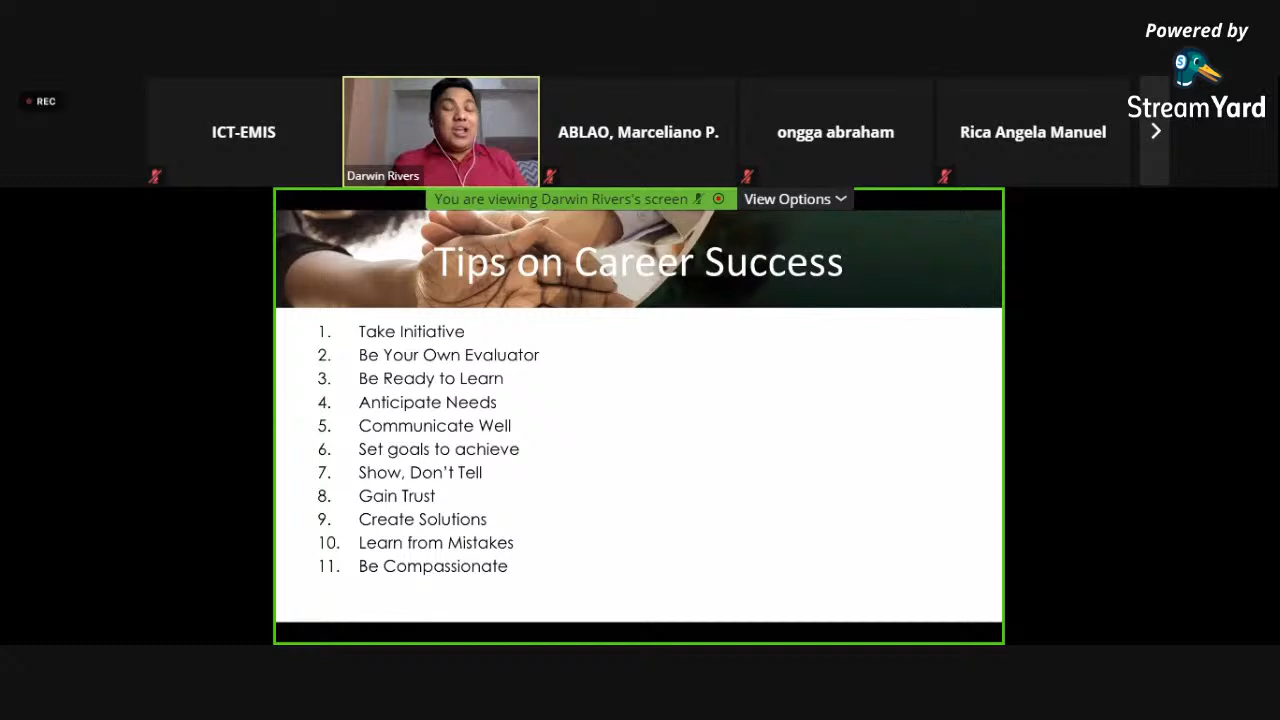 Powered by
StreamYard
REC
ICT-EMIS
Darwin Rivers
ABLAO, Marceliano P.
ongga abraham
Rica Angela Manuel
You are viewing Darwin Rivers's screen
View Options
Tips on Career Success
1. Take Initiative
2. Be Your Own Evaluator
3. Be Ready to Learn
4. Anticipate Needs
5. Communicate Well
6. Set goals to achieve
7. Show, Don't Tell
8. Gain Trust
9. Create Solutions
10. Learn from Mistakes
11. Be Compassionate